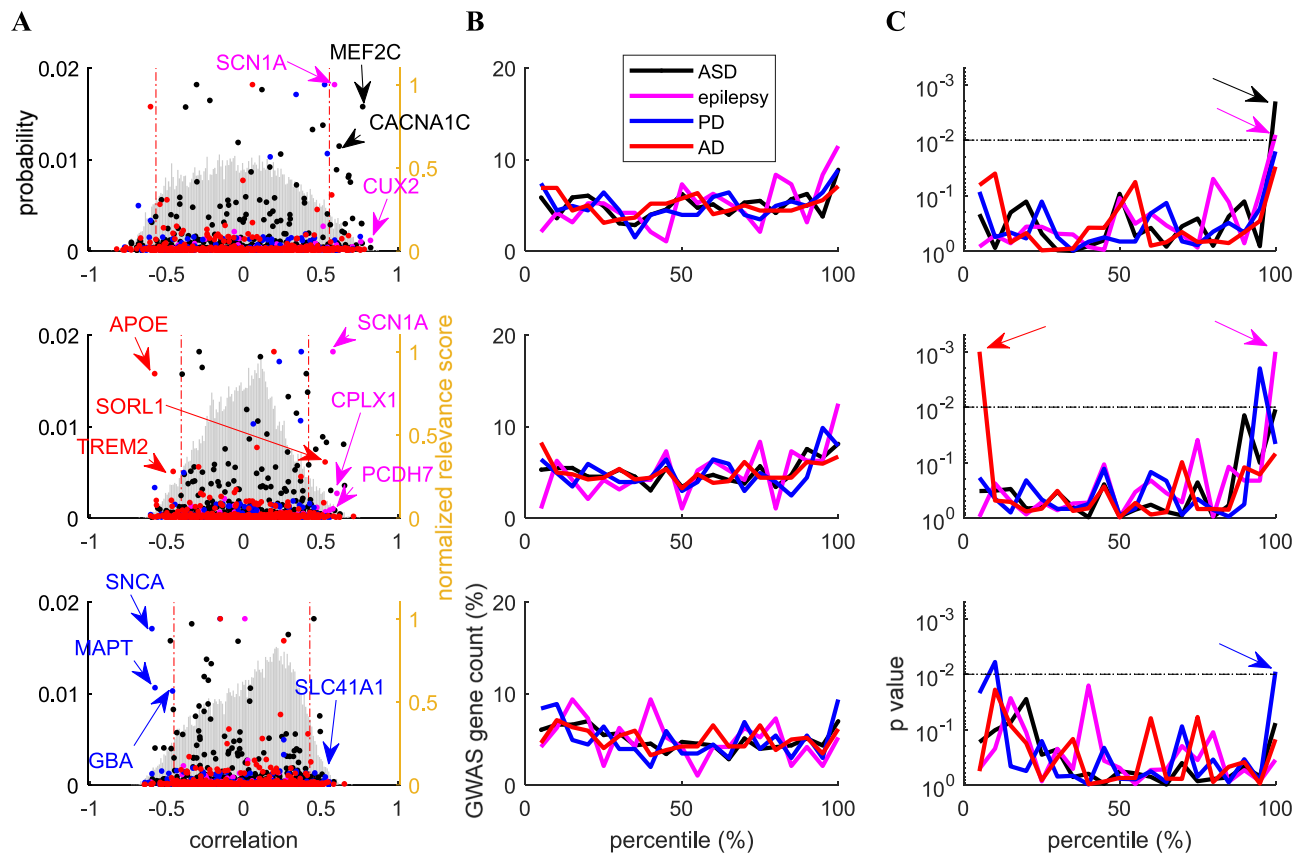 A
B
C
SCN1A
MEF2C
CACNA1C
CUX2
probability
0.02
0.01
0
1
0.5
0
-1
-0.5
0
0.5
1
20
10
0
0
50
100
ASD
epilepsy
PD
AD
10-3
10-2
10-1
100
0
50
100
APOE
SCN1A
SORL1
CPLX1
TREM2
PCDH7
0.02
0.01
0
1
0.5
0
normalized relevance score
-1
-0.5
0
0.5
1
20
10
0
0
50
100
10-3
10-2
10-1
100
0
50
100
SNCA
MAPT
GBA
SLC41A1
0.02
0.01
0
1
0.5
0
-1
-0.5
0
0.5
1
correlation
GWAS gene count (%)
20
10
0
0
50
100
percentile (%)
p value
10-3
10-2
10-1
100
0
50
100
percentile (%)